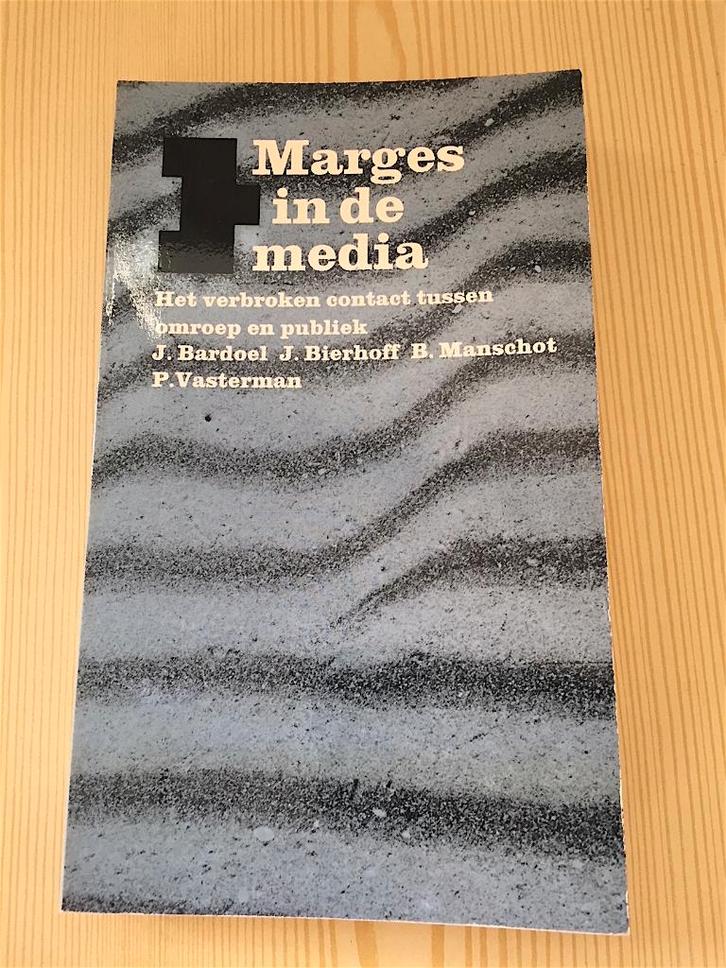 Marges
in de
media
Het verbroken contact tussen
omroep en publiek
J. Bardoel J. Bierhoff B. Manschot
P. Vasterman